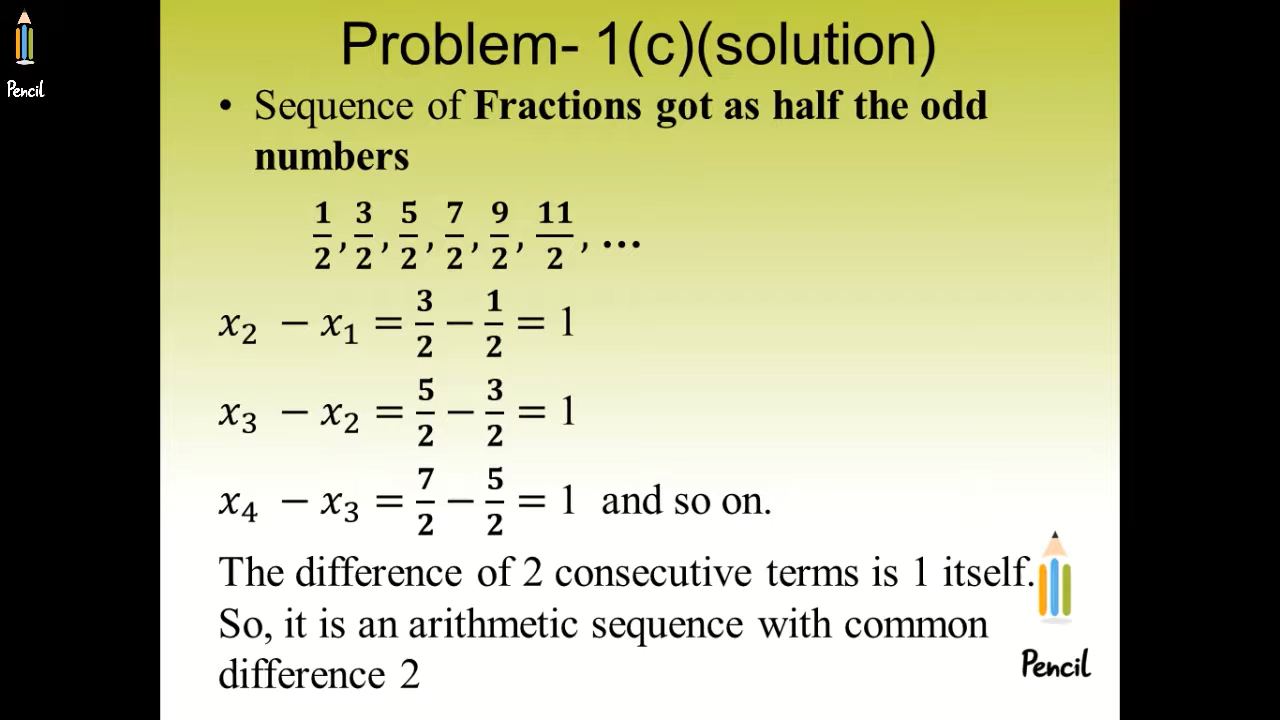 Pencil
Problem- 1(c)(solution)
• Sequence of Fractions got as half the odd
numbers
1/2, 3/2, 5/2, 7/2, 9/2, 11/2, ...
x₂ − x₁ = 3/2 − 1/2 = 1
x₃ − x₂ = 5/2 − 3/2 = 1
x₄ − x₃ = 7/2 − 5/2 = 1 and so on.
The difference of 2 consecutive terms is 1 itself.
So, it is an arithmetic sequence with common
difference 2
Pencil